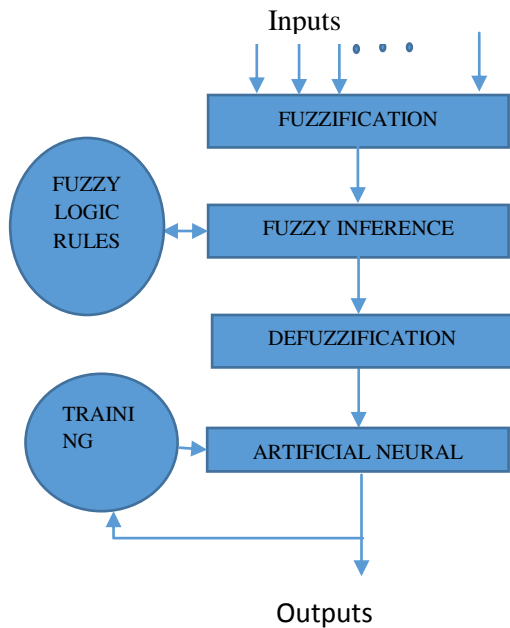 Inputs
FUZZIFICATION
FUZZY
LOGIC
RULES
FUZZY INFERENCE
DEFUZZIFICATION
TRAINI
NG
ARTIFICIAL NEURAL
Outputs